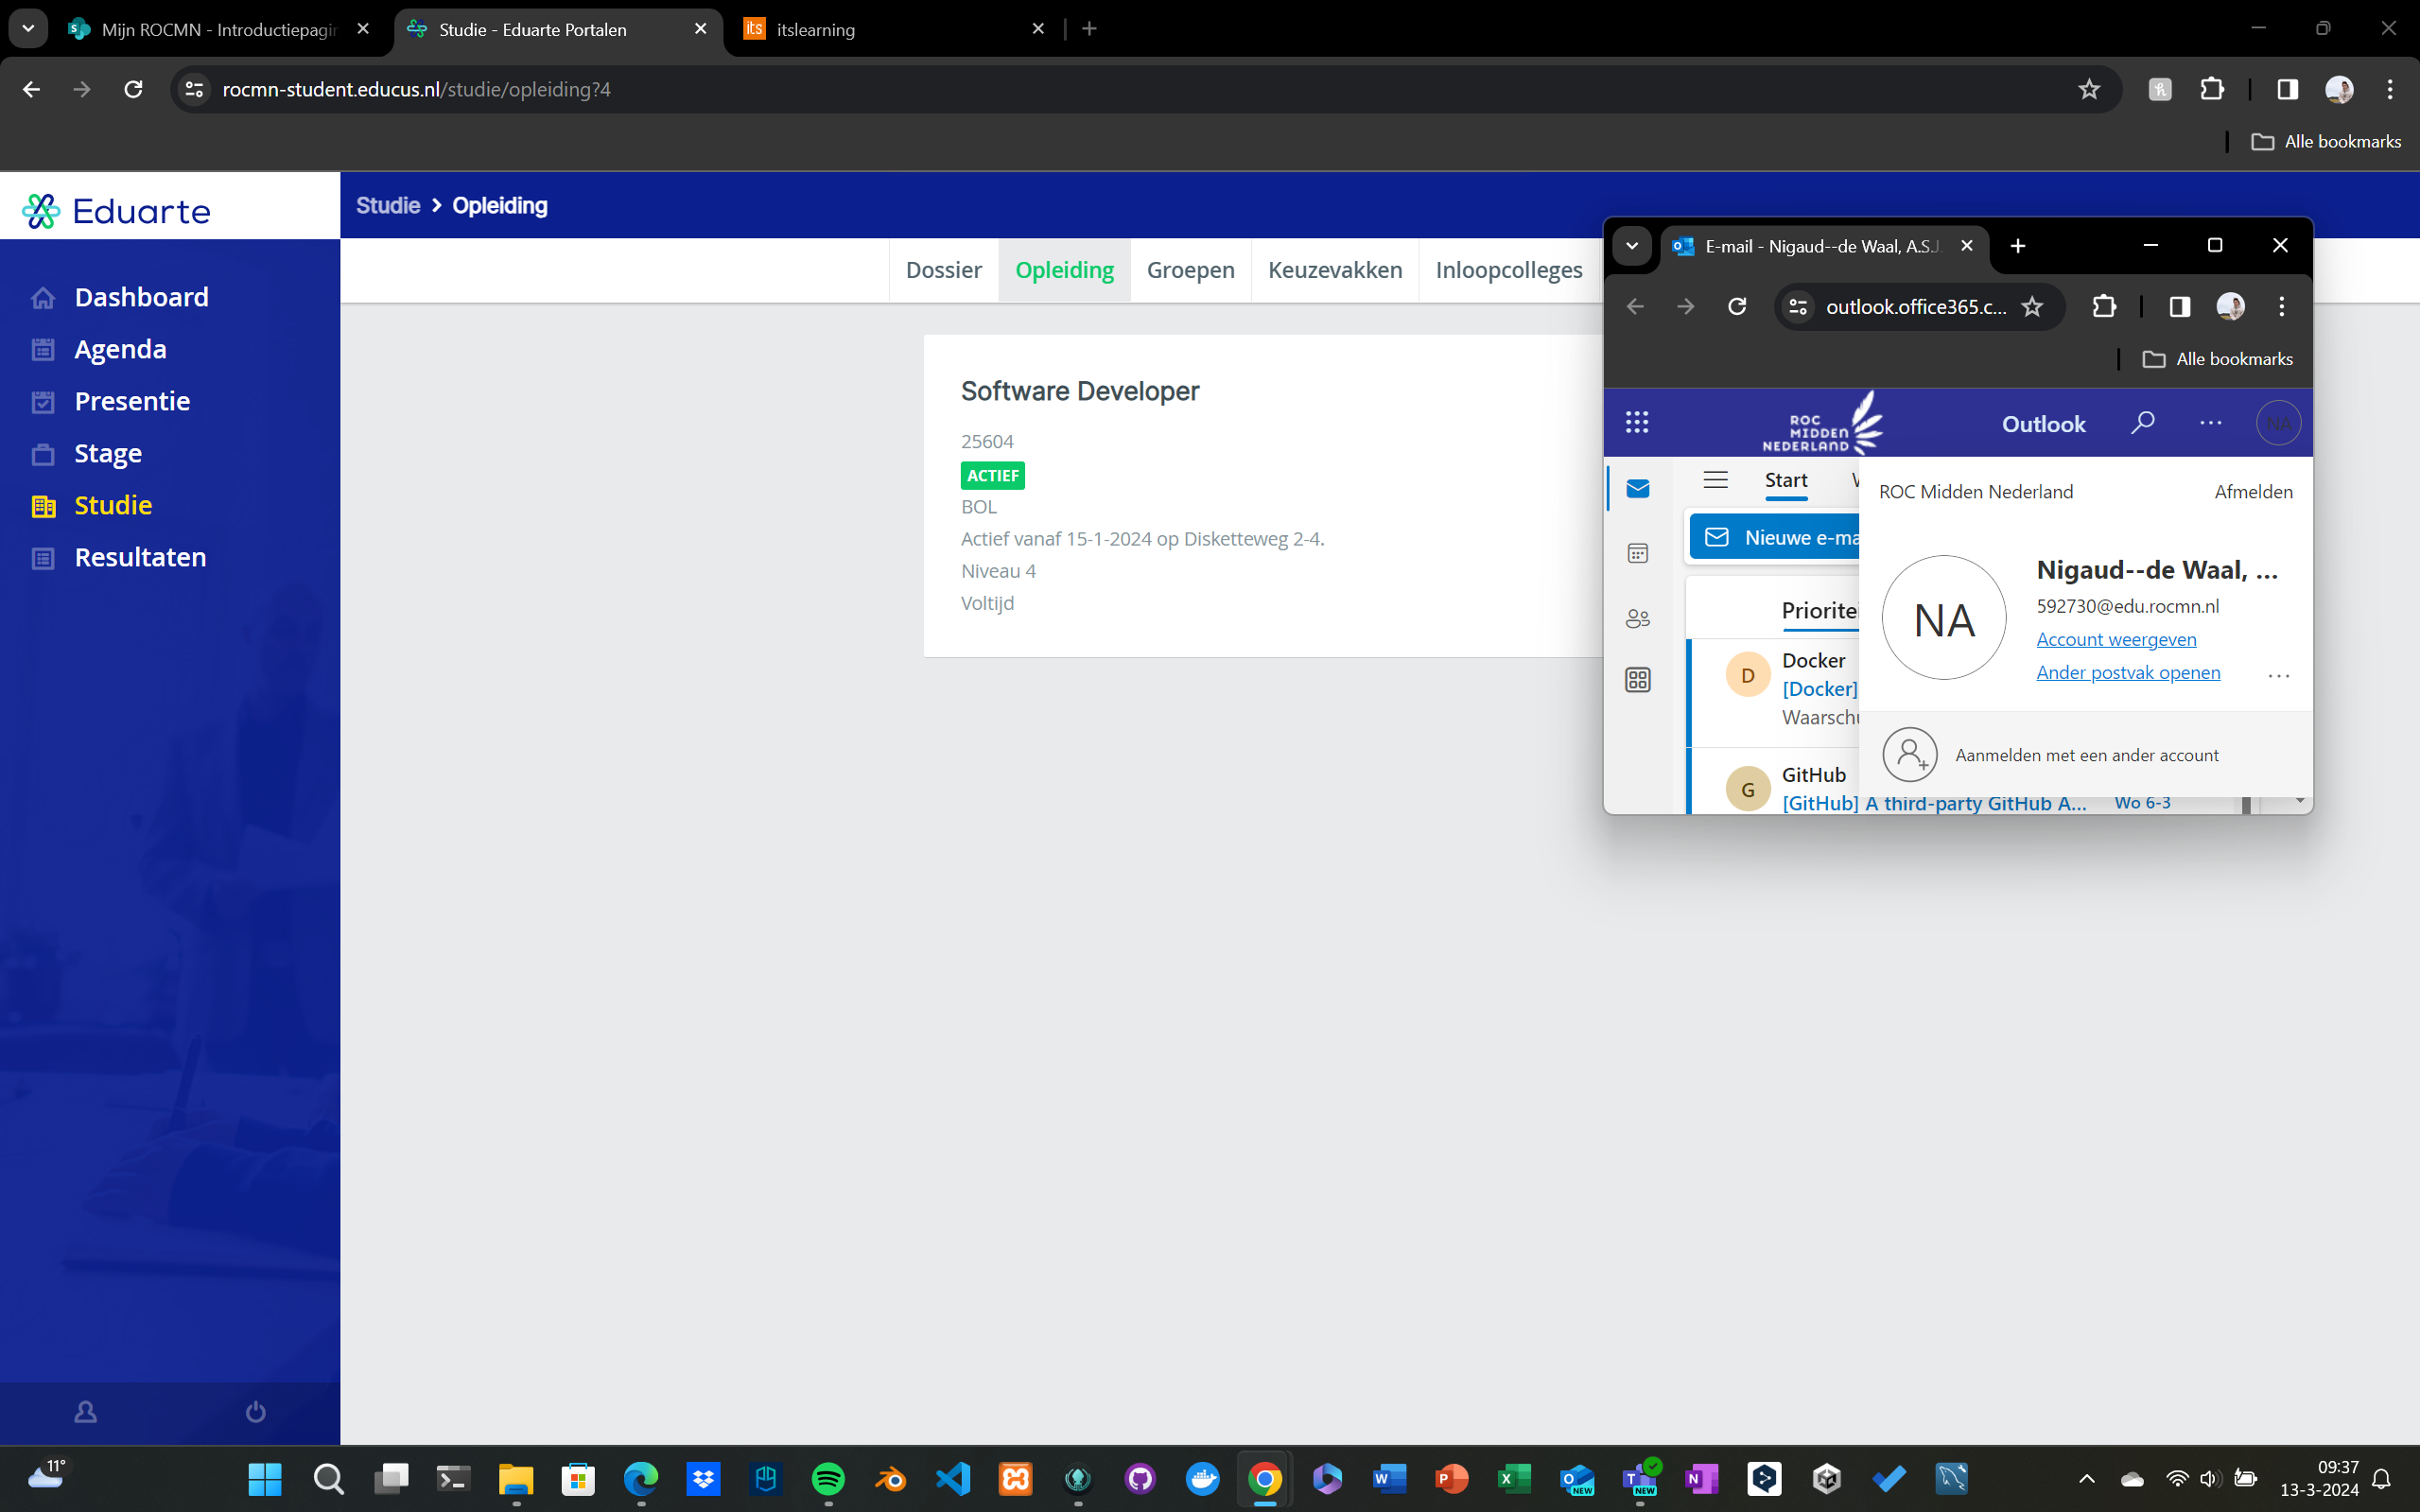 Mijn ROCMN - Introductiepagin
Studie - Eduarte Portalen
itslearning
rocmn-student.educus.nl/studie/opleiding?4
Alle bookmarks
Eduarte
Studie > Opleiding
Dashboard
Agenda
Presentie
Stage
Studie
Resultaten
Dossier
Opleiding
Groepen
Keuzevakken
Inloopcolleges
Software Developer
25604
ACTIEF
BOL
Actief vanaf 15-1-2024 op Disketteweg 2-4.
Niveau 4
Voltijd
E-mail - Nigaud--de Waal, A.S.J.
outlook.office365.c...
Alle bookmarks
ROC
MIDDEN
NEDERLAND
Outlook
NA
Start
ROC Midden Nederland
Afmelden
Nieuwe e-ma
Nigaud--de Waal, ...
592730@edu.rocmn.nl
NA
Account weergeven
Ander postvak openen
Priorite
D
Docker
[Docker]
Waarschu
Aanmelden met een ander account
G
GitHub
[GitHub] A third-party GitHub A...
Wo 6-3
11°
NEW
NEW
09:37
13-3-2024